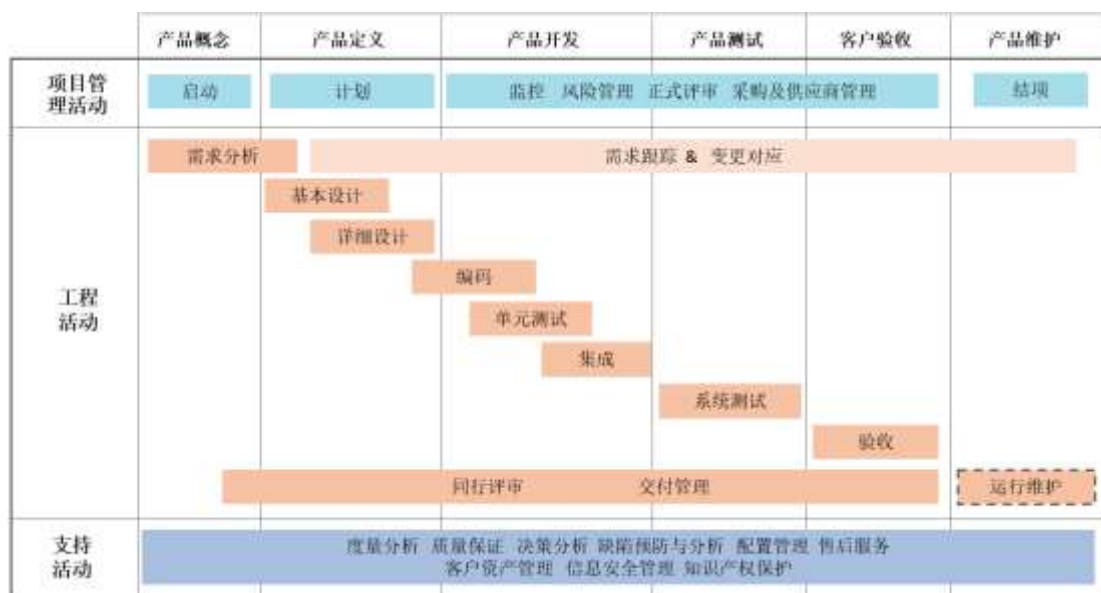 产品概念 产品定义 产品开发 产品测试 客户验收 产品维护
项目管
理活动
启动 计划 监控 风险管理 正式评审 采购及供应商管理 结项
需求分析 需求跟踪 & 变更对应
基本设计
详细设计
编码
工程
活动
单元测试
集成
系统测试
验收
同行评审 交付管理 运行维护
支持
活动
度量分析 质量保证 决策分析 缺陷预防与分析 配置管理 售后服务
客户资产管理 信息安全管理 知识产权保护